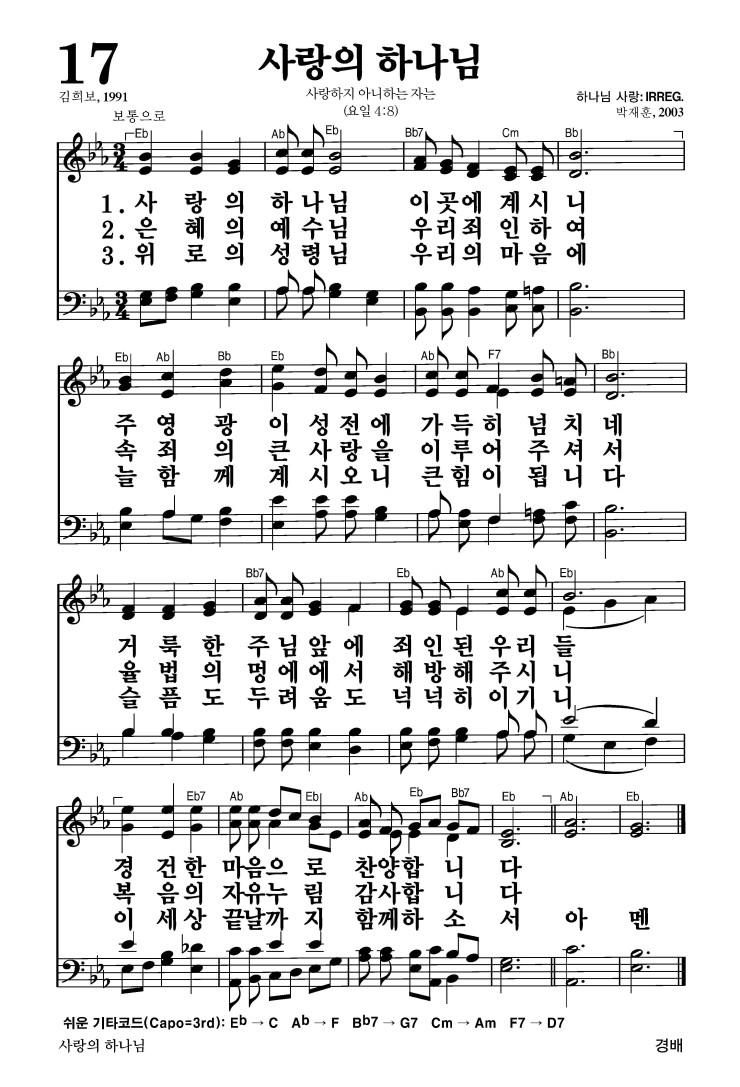 17
사랑의 하나님
김희보, 1991
사랑하지 아니하는 자는
(요일 4:8)
하나님 사랑: IRREG.
박재훈, 2003
보통으로
Eb Ab Eb Bb7 Cm Bb
3/4
1. 사 랑 의 하 나 님 이 곳 에 계 시 니
2. 은 혜 의 예 수 님 우 리 죄 인 하 여
3. 위 로 의 성 령 님 우 리 의 마 음 에
3/4
Eb Ab Bb Eb Ab F7 Bb
주 영 광 이 성 전 에 가 득 히 넘 치 네
속 죄 의 큰 사 랑 을 이 루 어 주 셔 서
늘 함 께 계 시 오 니 큰 힘 이 됩 니 다
Bb7 Eb Ab Eb
거 룩 한 주 님 앞 에 죄 인 된 우 리 들
율 법 의 멍 에 에 서 해 방 해 주 시 니
슬 픔 도 두 려 움 도 넉 넉 히 이 기 니
Eb7 Ab Eb Ab Eb Bb7 Eb Ab Eb
경 건 한 마 음 으 로 찬 양 합 니 다
복 음 의 자 유 누 림 감 사 합 니 다
이 세 상 끝 날 까 지 함 께 하 소 서 아 멘
쉬운 기타코드(Capo=3rd): Eb → C Ab → F Bb7 → G7 Cm → Am F7 → D7
사랑의 하나님
경배